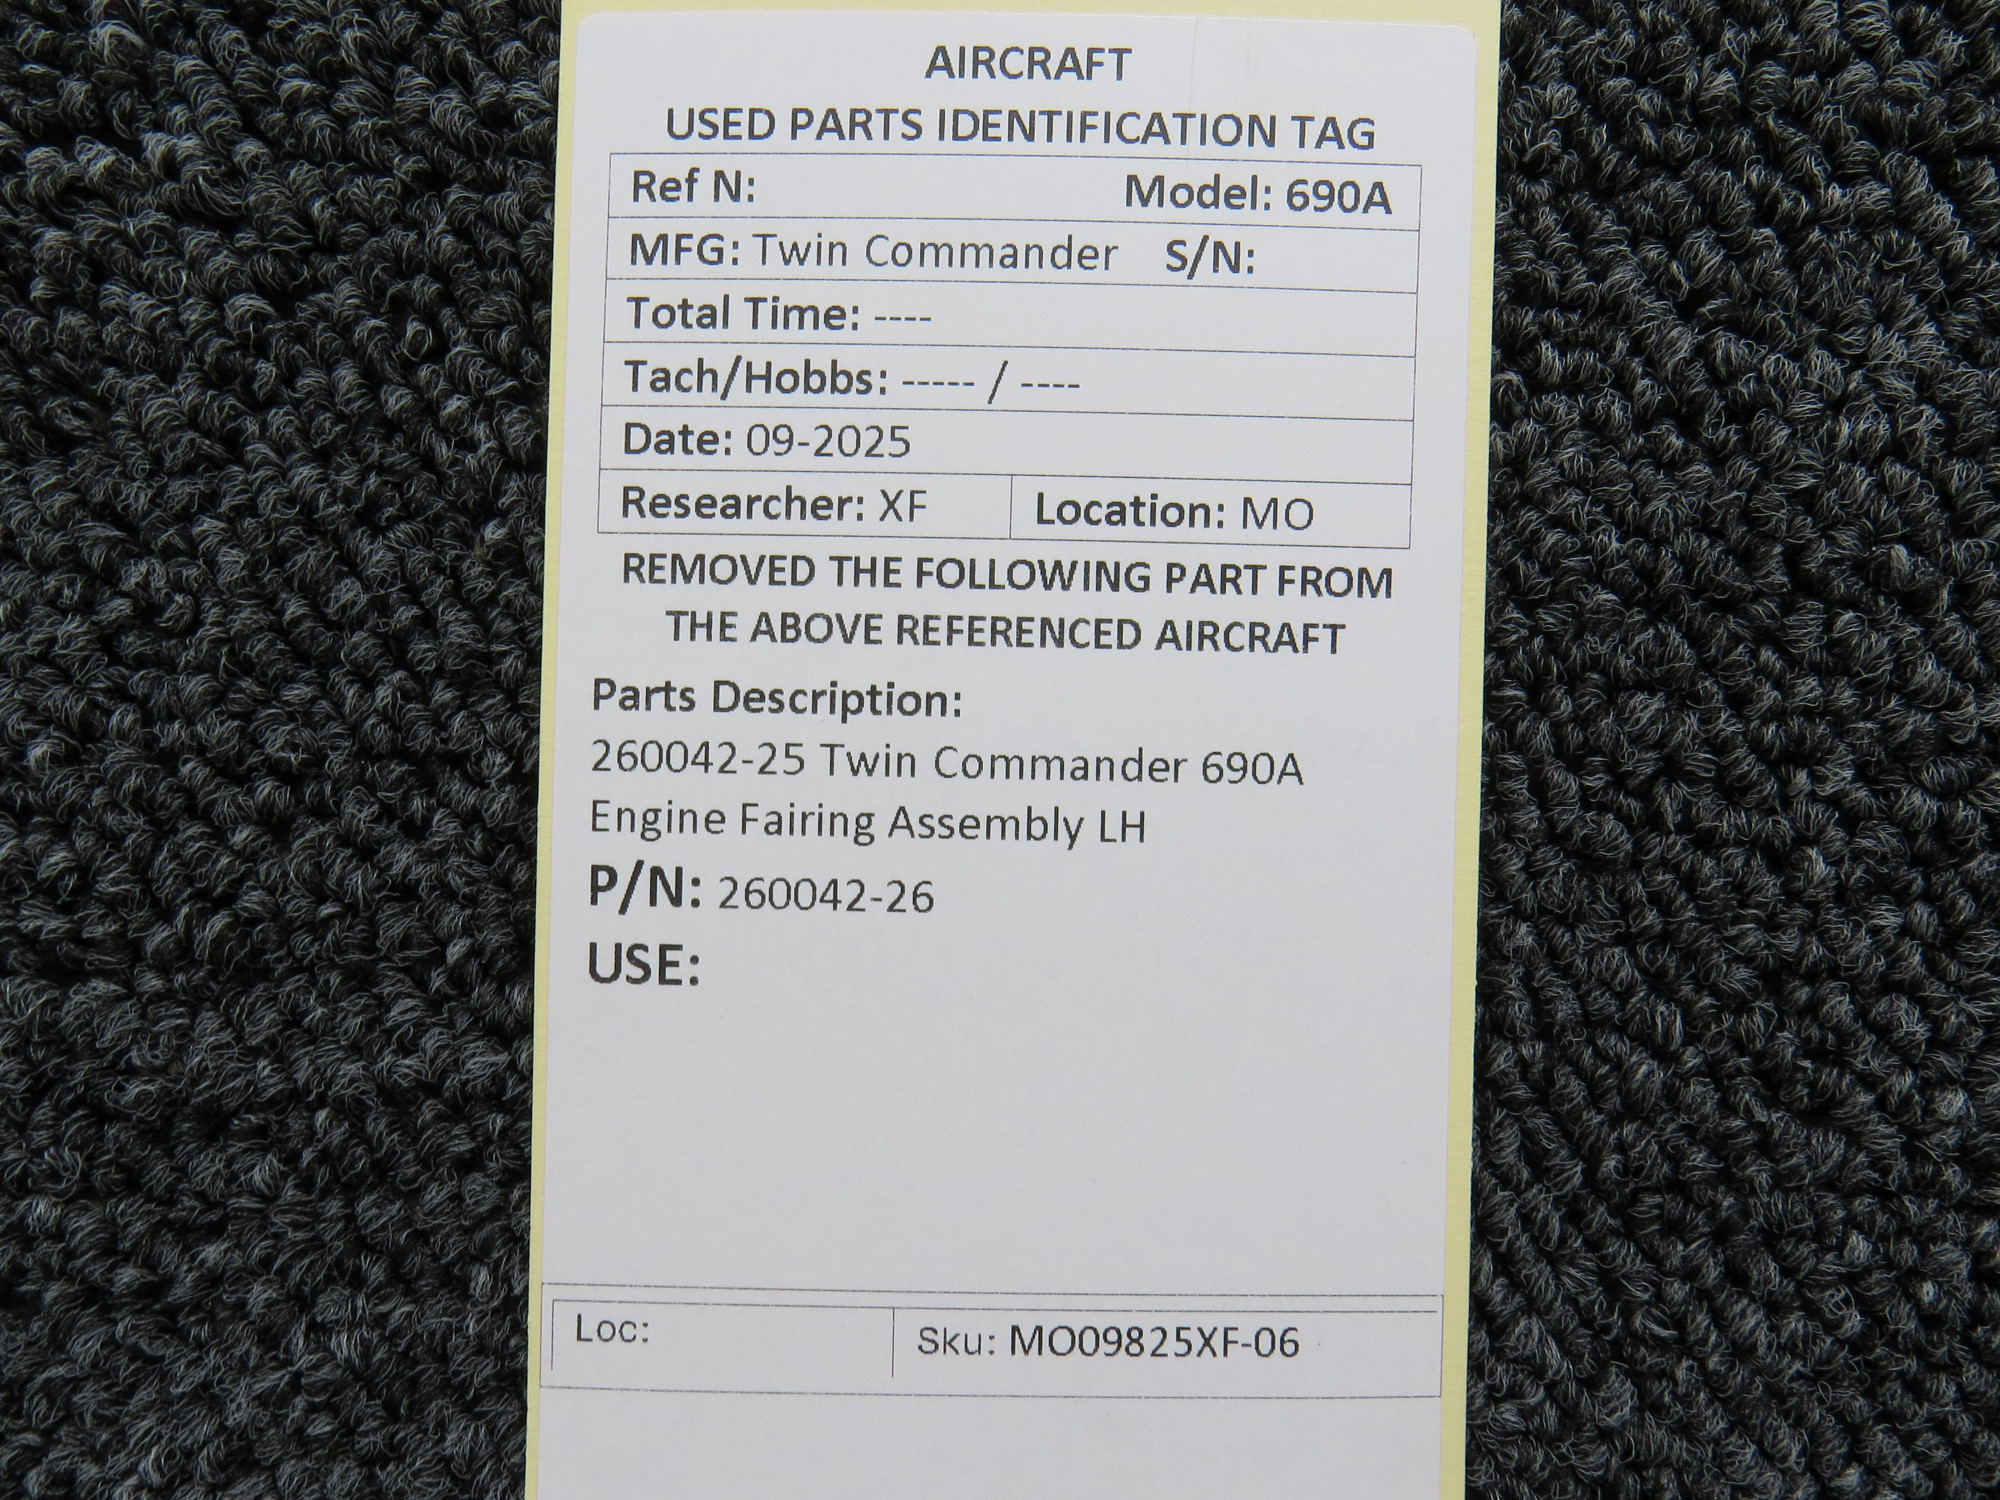 AIRCRAFT
USED PARTS IDENTIFICATION TAG
Ref N: Model: 690A
MFG: Twin Commander S/N:
Total Time: ----
Tach/Hobbs: ----- / ----
Date: 09-2025
Researcher: XF Location: MO
REMOVED THE FOLLOWING PART FROM
THE ABOVE REFERENCED AIRCRAFT
Parts Description:
260042-25 Twin Commander 690A
Engine Fairing Assembly LH
P/N: 260042-26
USE:
Loc: Sku: MO09825XF-06